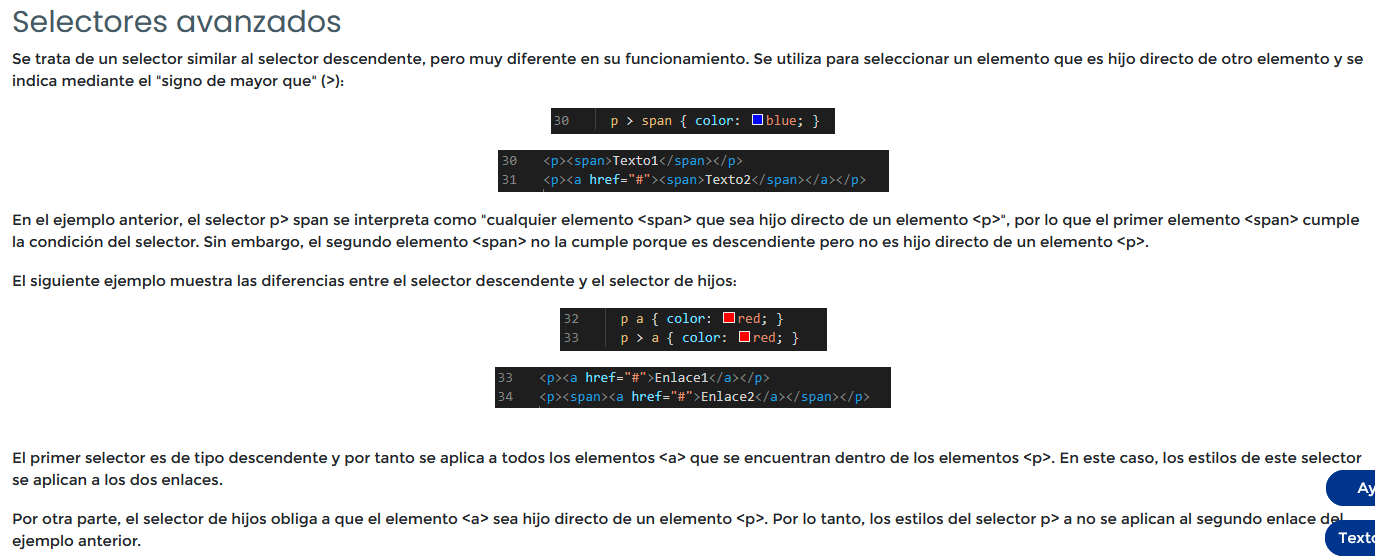 Selectores avanzados
Se trata de un selector similar al selector descendente, pero muy diferente en su funcionamiento. Se utiliza para seleccionar un elemento que es hijo directo de otro elemento y se
indica mediante el "signo de mayor que" (>):
30 p > span { color: blue; }
30 <p><span>Texto1</span></p>
31 <p><a href="#"><span>Texto2</span></a></p>
En el ejemplo anterior, el selector p> span se interpreta como "cualquier elemento <span> que sea hijo directo de un elemento <p>", por lo que el primer elemento <span> cumple
la condición del selector. Sin embargo, el segundo elemento <span> no la cumple porque es descendiente pero no es hijo directo de un elemento <p>.
El siguiente ejemplo muestra las diferencias entre el selector descendente y el selector de hijos:
32 p a { color: red; }
33 p > a { color: red; }
33 <p><a href="#">Enlace1</a></p>
34 <p><span><a href="#">Enlace2</a></span></p>
El primer selector es de tipo descendente y por tanto se aplica a todos los elementos <a> que se encuentran dentro de los elementos <p>. En este caso, los estilos de este selector
se aplican a los dos enlaces.
Ay
Por otra parte, el selector de hijos obliga a que el elemento <a> sea hijo directo de un elemento <p>. Por lo tanto, los estilos del selector p> a no se aplican al segundo enlace del
ejemplo anterior.
Texto